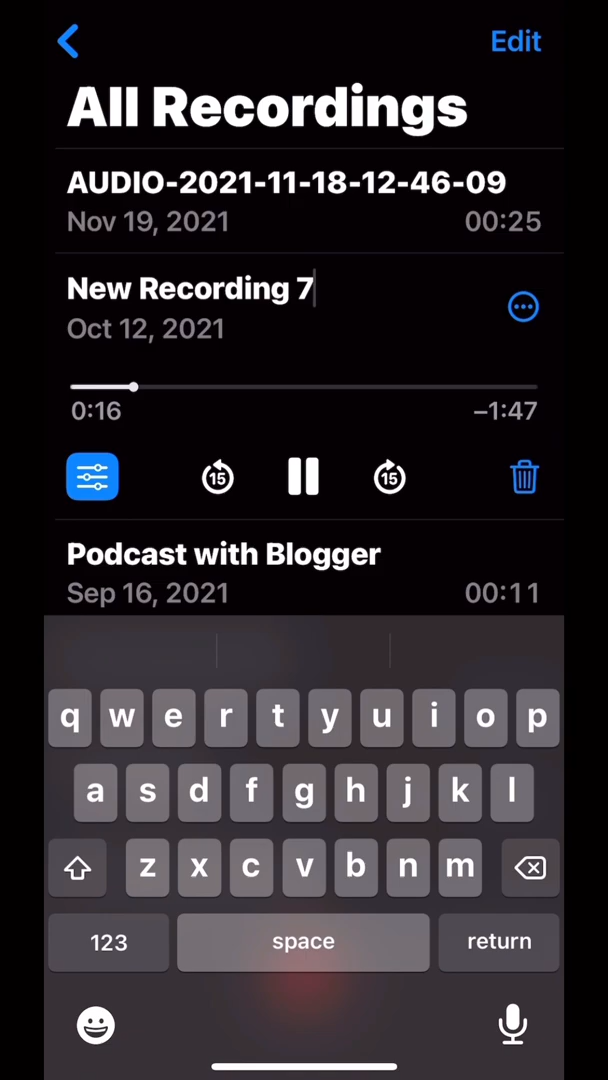 Edit
All Recordings
AUDIO-2021-11-18-12-46-09
Nov 19, 2021 00:25
New Recording 7
Oct 12, 2021
0:16 −1:47
15 15
Podcast with Blogger
Sep 16, 2021 00:11
q w e r t y u i o p
a s d f g h j k l
z x c v b n m
123 space return